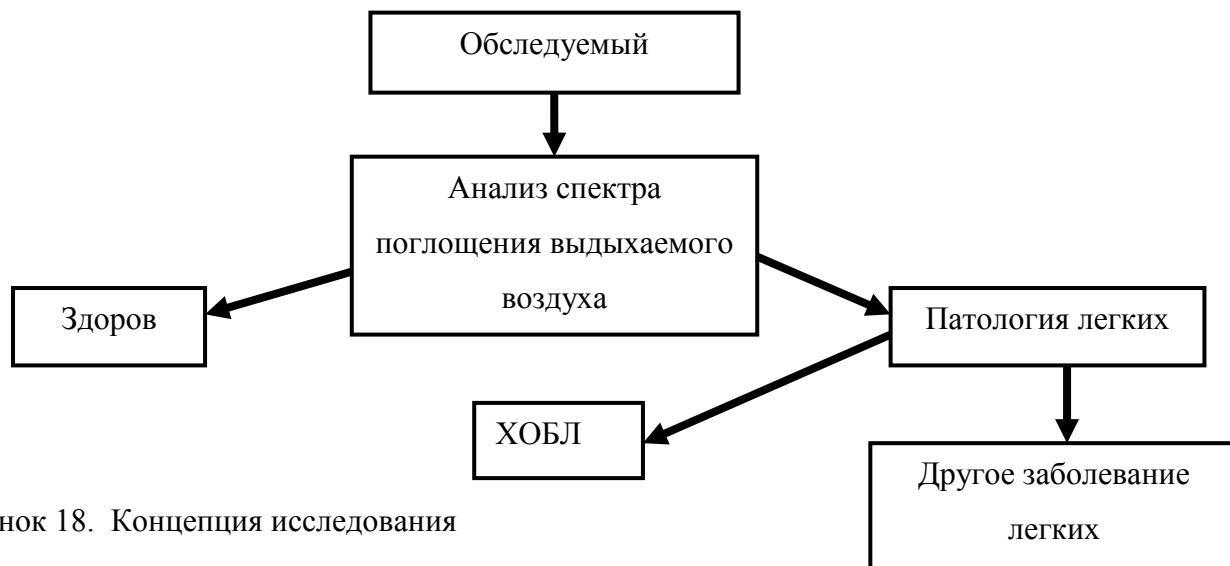 Обследуемый
Анализ спектра
поглощения выдыхаемого
воздуха
Здоров
Патология легких
ХОБЛ
Другое заболевание
легких
нок 18. Концепция исследования